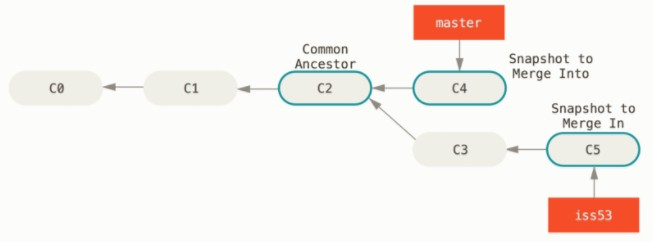 master
Common
Ancestor
Snapshot to
Merge Into
C0
C1
C2
C4
Snapshot to
Merge In
C3
C5
iss53